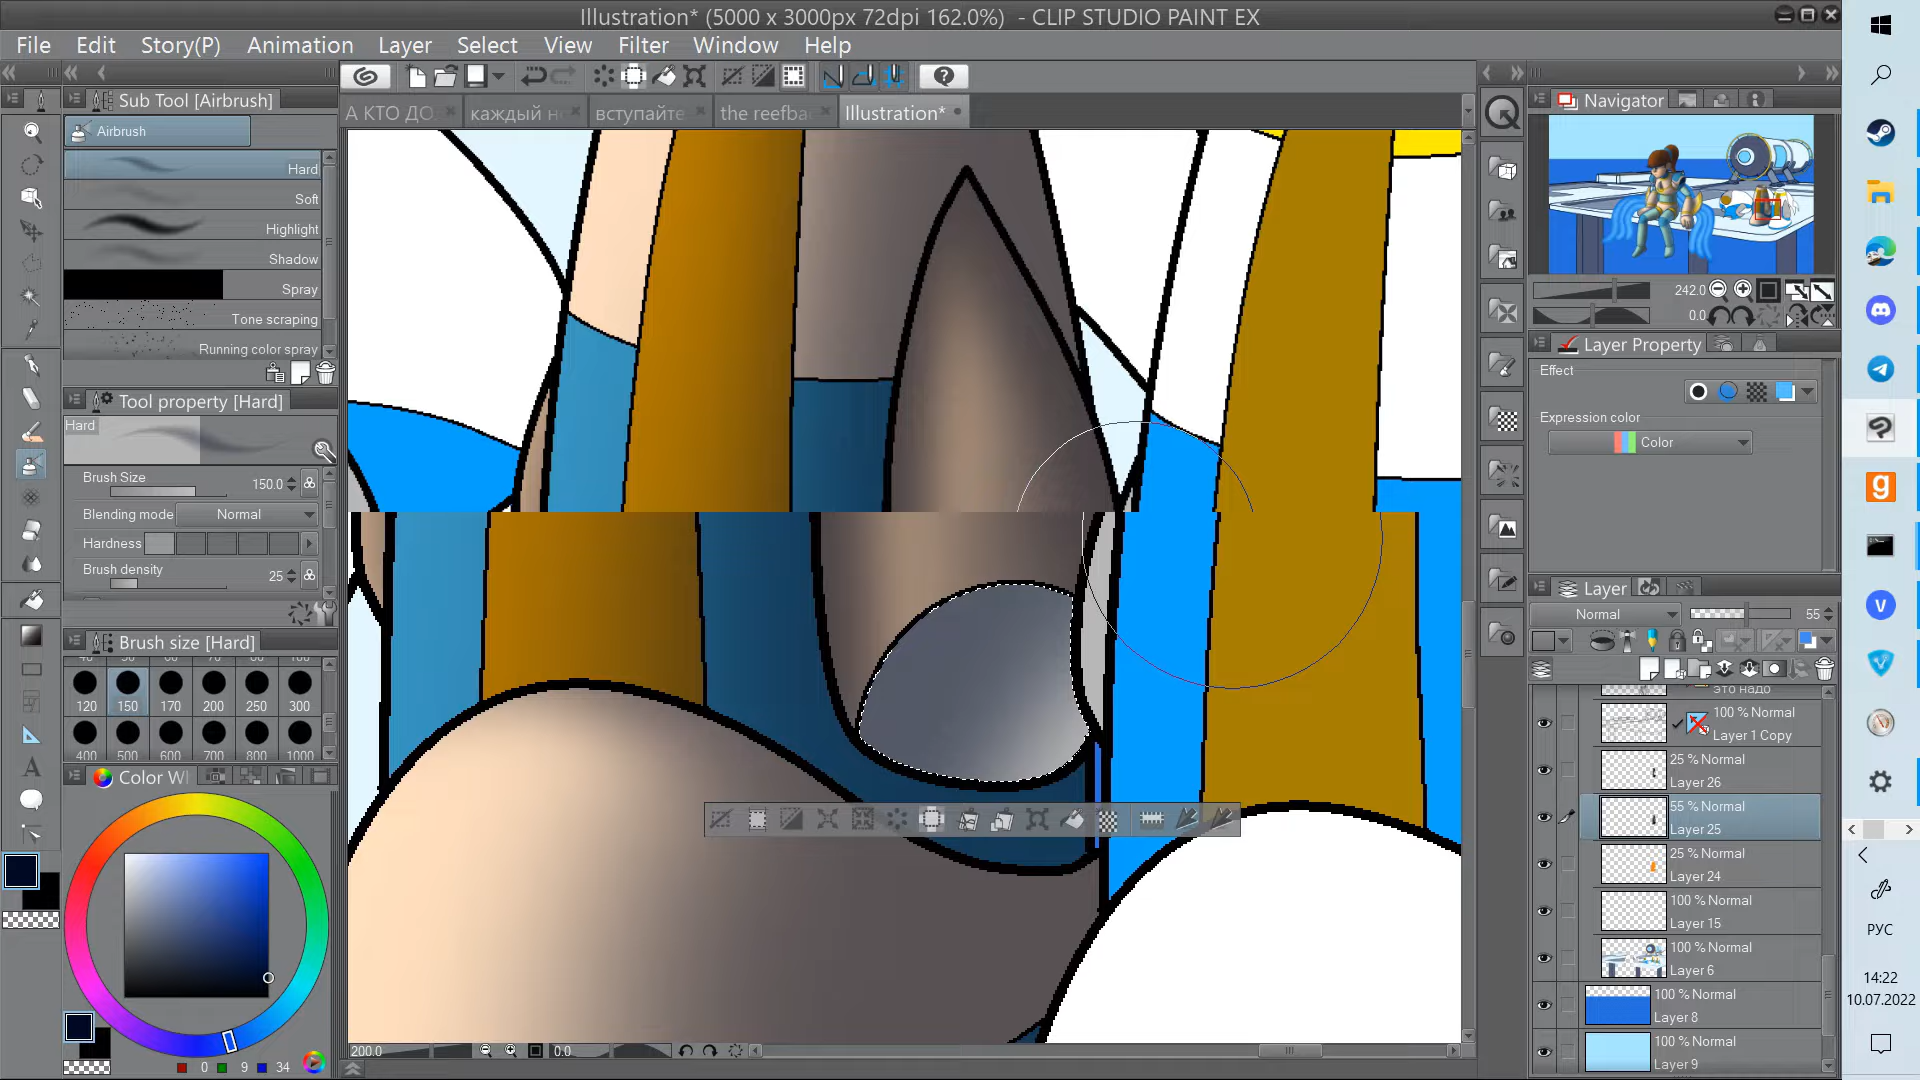 Illustration* (5000 x 3000px 72dpi 162.0%)  - CLIP STUDIO PAINT EX
File Edit Story(P) Animation Layer Select View Filter Window Help
Sub Tool [Airbrush]
Airbrush
Hard
Soft
Highlight
Shadow
Spray
Tone scraping
Running color spray
Tool property [Hard]
Hard
Brush Size 150.0
Blending mode Normal
Hardness
Brush density 25
Brush size [Hard]
120 150 170 200 250 300
400 500 600 700 800 1000
Color W
0 9 34
А КТО ДО каждый н вступайте the reefba Illustration*
200.0 0.0
Navigator
242.0
0.0
Layer Property
Effect
Expression color
Color
Layer
Normal 55
это надо
100 % Normal
Layer 1 Copy
25 % Normal
Layer 26
55 % Normal
Layer 25
25 % Normal
Layer 24
100 % Normal
Layer 15
100 % Normal
Layer 6
100 % Normal
Layer 8
100 % Normal
Layer 9
РУС
14:22
10.07.2022